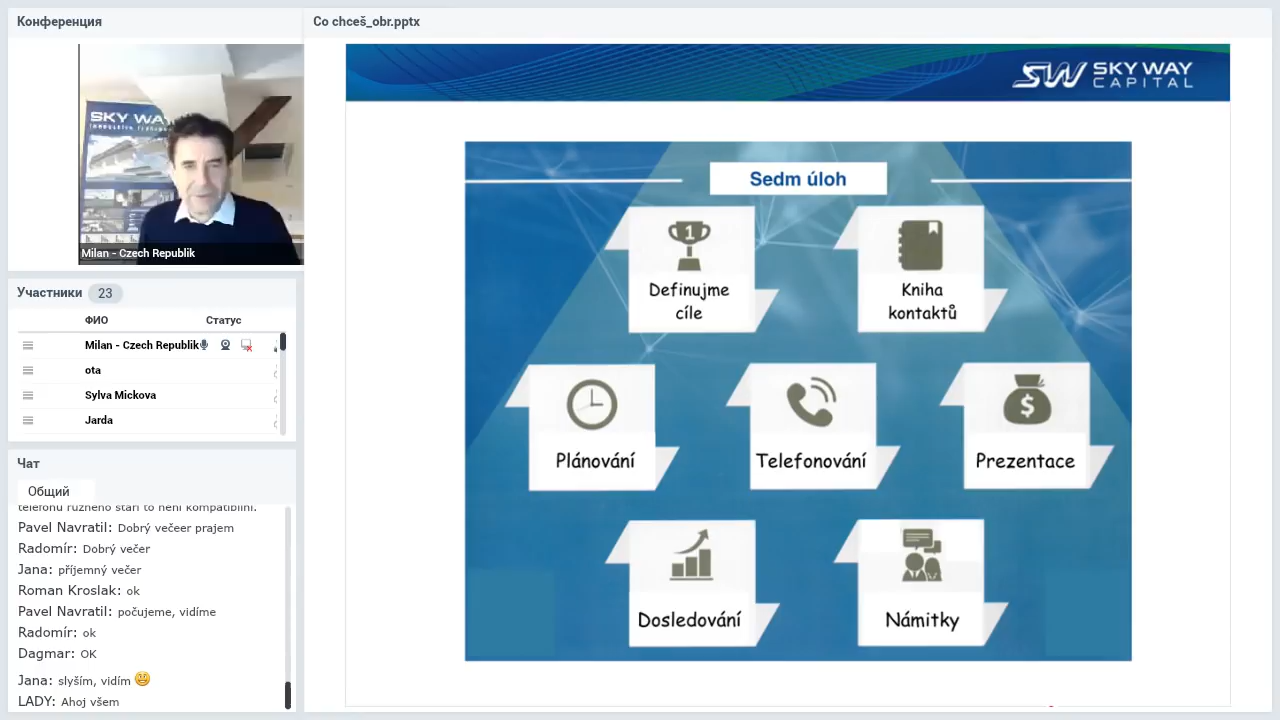 Конференция
SKY WAY
Milan - Czech Republik
Участники 23
ФИО Статус
Milan - Czech Republik
ota
Sylva Mickova
Jarda
Чат
Общий
telefonu různého stáří to není kompatibilní.
Pavel Navratil: Dobrý večeer prajem
Radomír: Dobrý večer
Jana: příjemný večer
Roman Kroslak: ok
Pavel Navratil: počujeme, vidíme
Radomír: ok
Dagmar: OK
Jana: slyším, vidím
LADY: Ahoj všem
Co chceš_obr.pptx
SW SKY WAY
CAPITAL
Sedm úloh
1
Definujme
cíle
Kniha
kontaktů
Plánování
Telefonování
$
Prezentace
Dosledování
Námitky